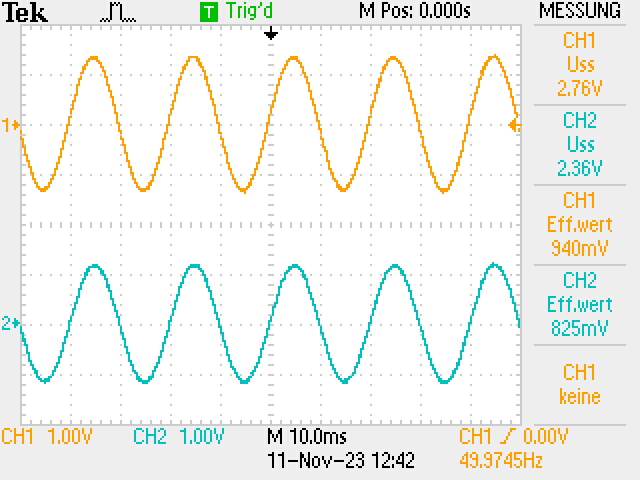 Tek T Trig'd M Pos: 0.000s MESSUNG
CH1
Uss
2.76V
CH2
Uss
2.36V
CH1
Eff.wert
940mV
CH2
Eff.wert
825mV
CH1
keine
1
2
CH1 1.00V CH2 1.00V M 10.0ms CH1 0.00V
11-Nov-23 12:42 49.9745Hz